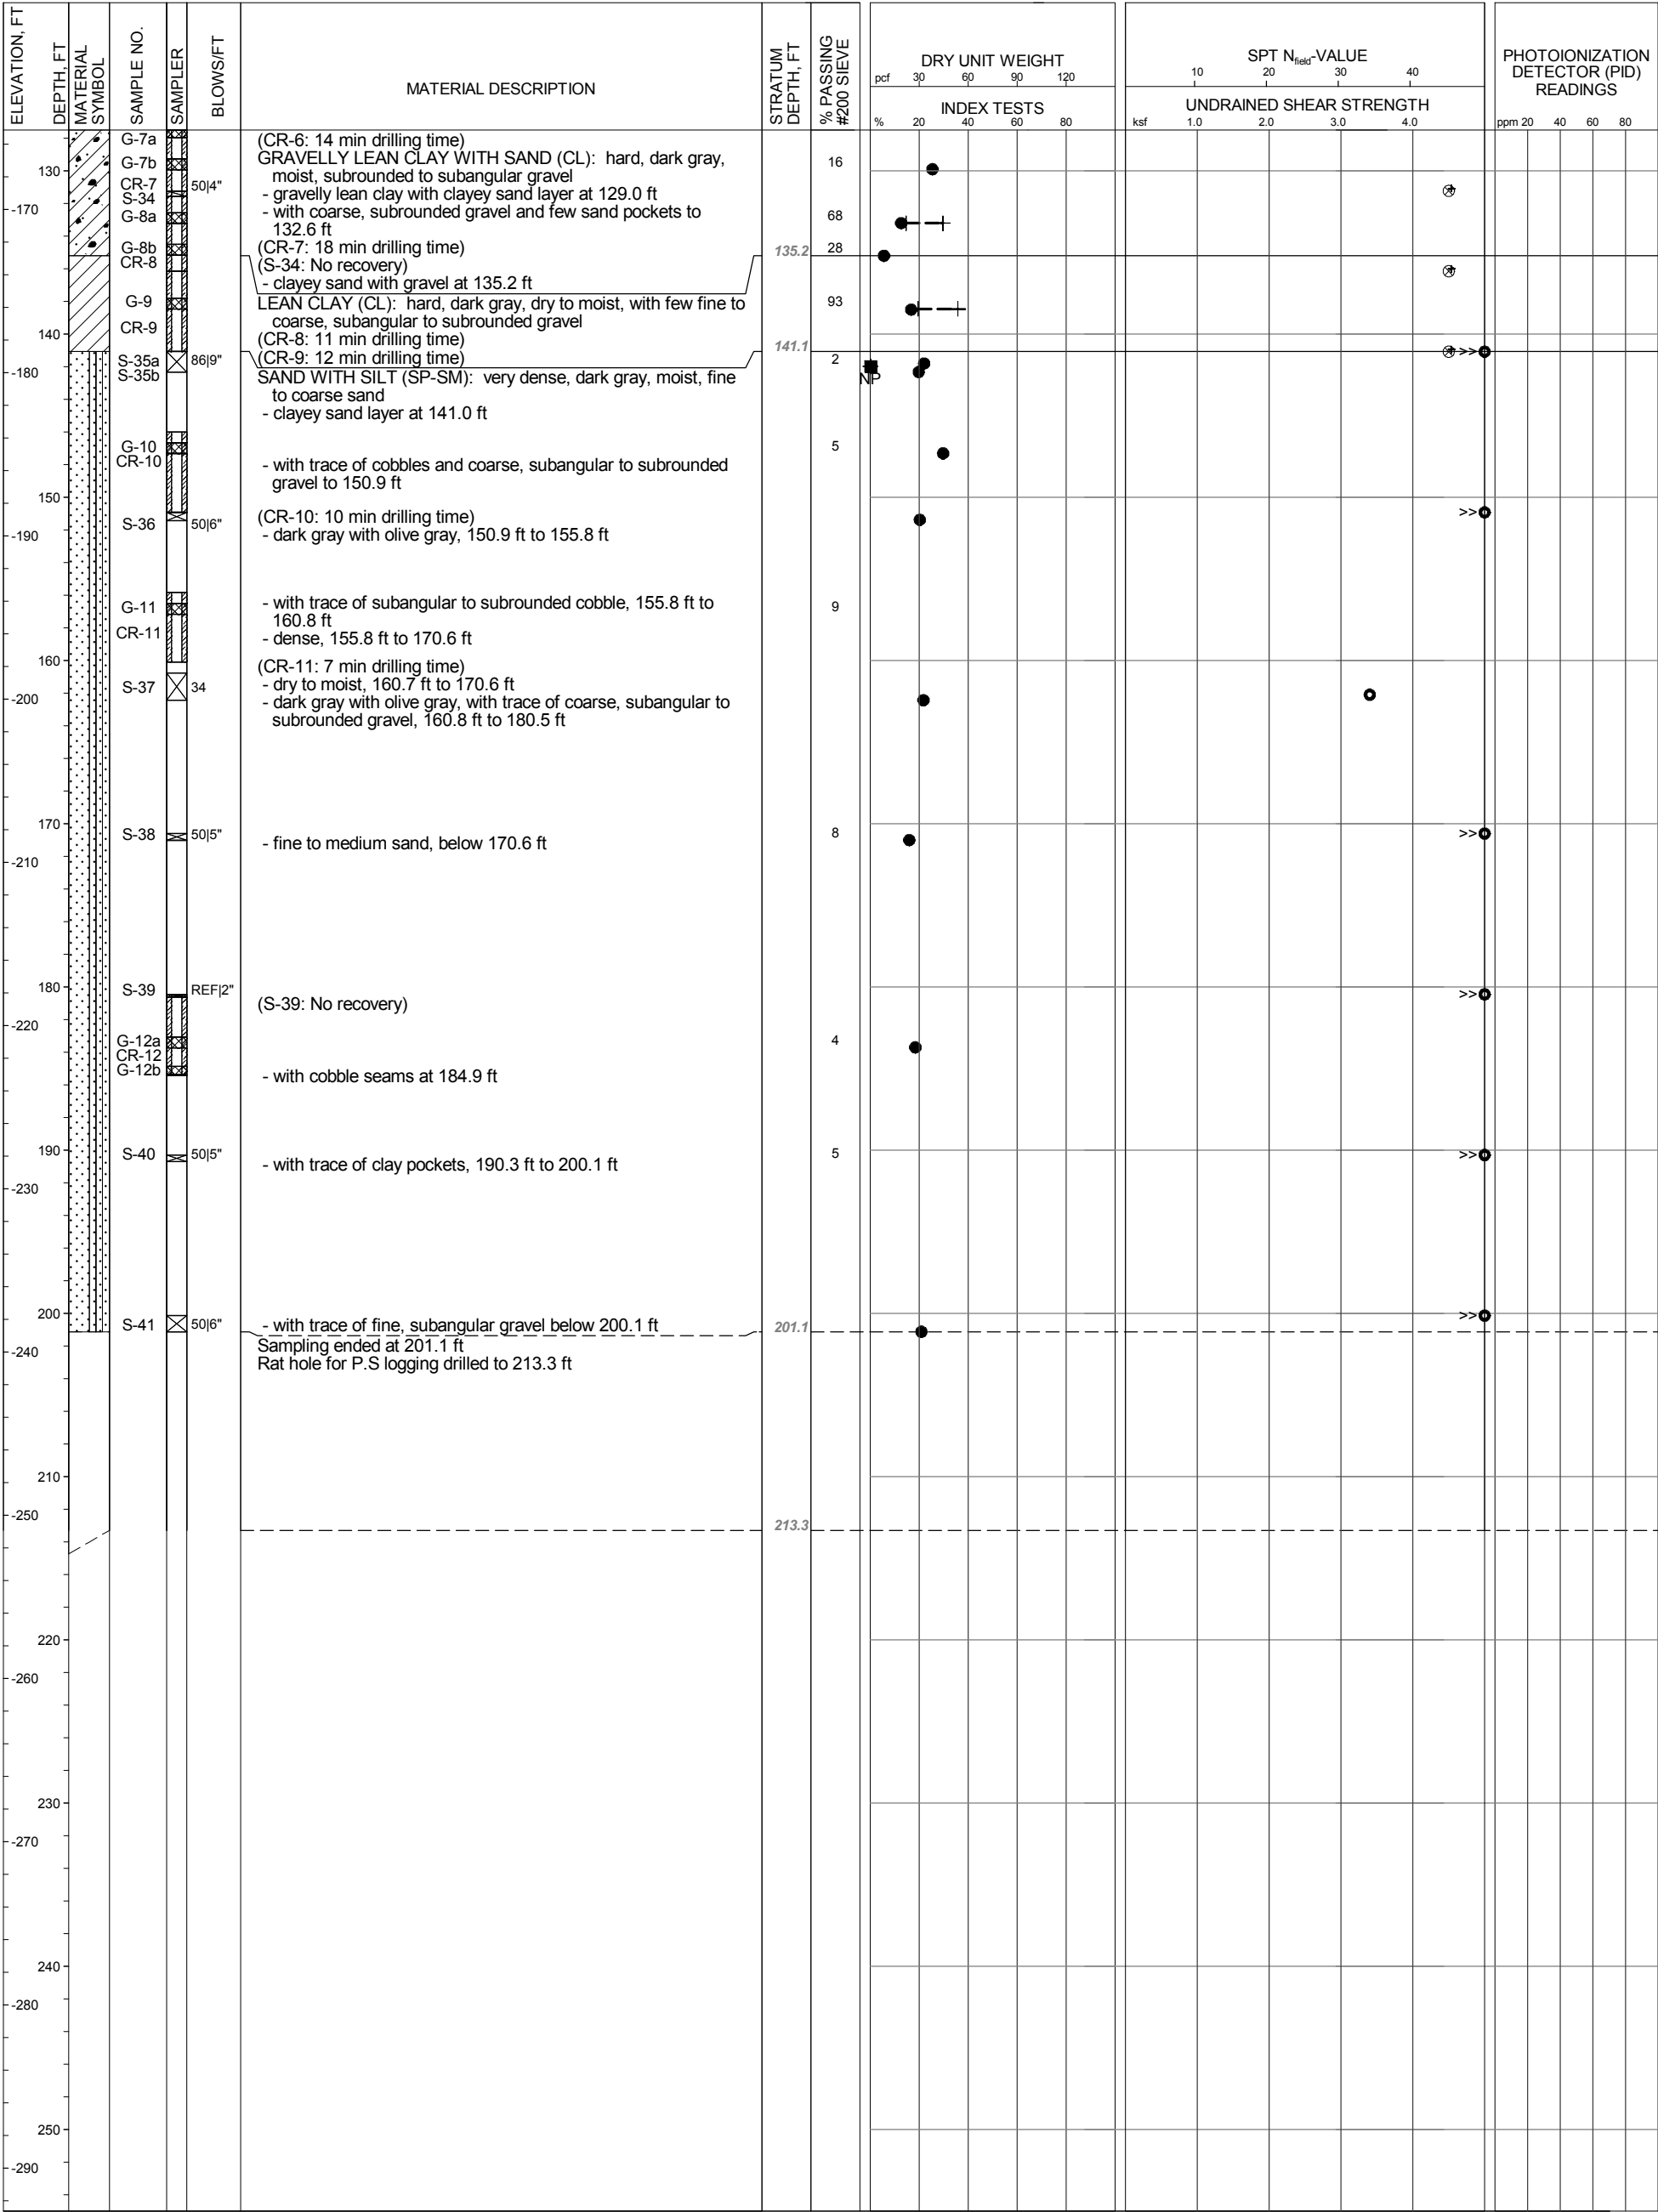 ELEVATION, FT
DEPTH, FT
MATERIAL
SYMBOL
SAMPLE NO.
SAMPLER
BLOWS/FT
MATERIAL DESCRIPTION
STRATUM
DEPTH, FT
% PASSING
#200 SIEVE
DRY UNIT WEIGHT
pcf 30 60 90 120
INDEX TESTS
% 20 40 60 80
SPT Nfield-VALUE
10 20 30 40
UNDRAINED SHEAR STRENGTH
ksf 1.0 2.0 3.0 4.0
PHOTOIONIZATION
DETECTOR (PID)
READINGS
ppm 20 40 60 80
G-7a
(CR-6: 14 min drilling time)
G-7b
GRAVELLY LEAN CLAY WITH SAND (CL): hard, dark gray,
16
130
moist, subrounded to subangular gravel
CR-7
50|4"
S-34
- gravelly lean clay with clayey sand layer at 129.0 ft
-170
G-8a
- with coarse, subrounded gravel and few sand pockets to
68
132.6 ft
G-8b
(CR-7: 18 min drilling time)
135.2
28
CR-8
(S-34: No recovery)
- clayey sand with gravel at 135.2 ft
G-9
LEAN CLAY (CL): hard, dark gray, dry to moist, with few fine to
93
coarse, subangular to subrounded gravel
CR-9
140
(CR-8: 11 min drilling time)
141.1
S-35a
86|9"
(CR-9: 12 min drilling time)
2
>>
-180
S-35b
SAND WITH SILT (SP-SM): very dense, dark gray, moist, fine
NP
to coarse sand
- clayey sand layer at 141.0 ft
G-10
5
CR-10
- with trace of cobbles and coarse, subangular to subrounded
gravel to 150.9 ft
150
(CR-10: 10 min drilling time)
>>
S-36
50|6"
-190
- dark gray with olive gray, 150.9 ft to 155.8 ft
G-11
- with trace of subangular to subrounded cobble, 155.8 ft to
9
160.8 ft
CR-11
- dense, 155.8 ft to 170.6 ft
160
(CR-11: 7 min drilling time)
S-37
34
- dry to moist, 160.7 ft to 170.6 ft
-200
- dark gray with olive gray, with trace of coarse, subangular to
subrounded gravel, 160.8 ft to 180.5 ft
170
S-38
50|5"
- fine to medium sand, below 170.6 ft
8
>>
-210
180
S-39
REF|2"
(S-39: No recovery)
>>
-220
G-12a
4
CR-12
G-12b
- with cobble seams at 184.9 ft
190
S-40
50|5"
- with trace of clay pockets, 190.3 ft to 200.1 ft
5
>>
-230
200
S-41
50|6"
- with trace of fine, subangular gravel below 200.1 ft
201.1
>>
-240
Sampling ended at 201.1 ft
Rat hole for P.S logging drilled to 213.3 ft
210
-250
213.3
220
-260
230
-270
240
-280
250
-290